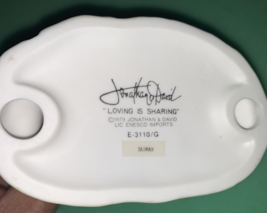 Jonathan & David
"LOVING IS SHARING"
©1979 JONATHAN & DAVID
LIC. ENESCO IMPORTS
E-3110/G